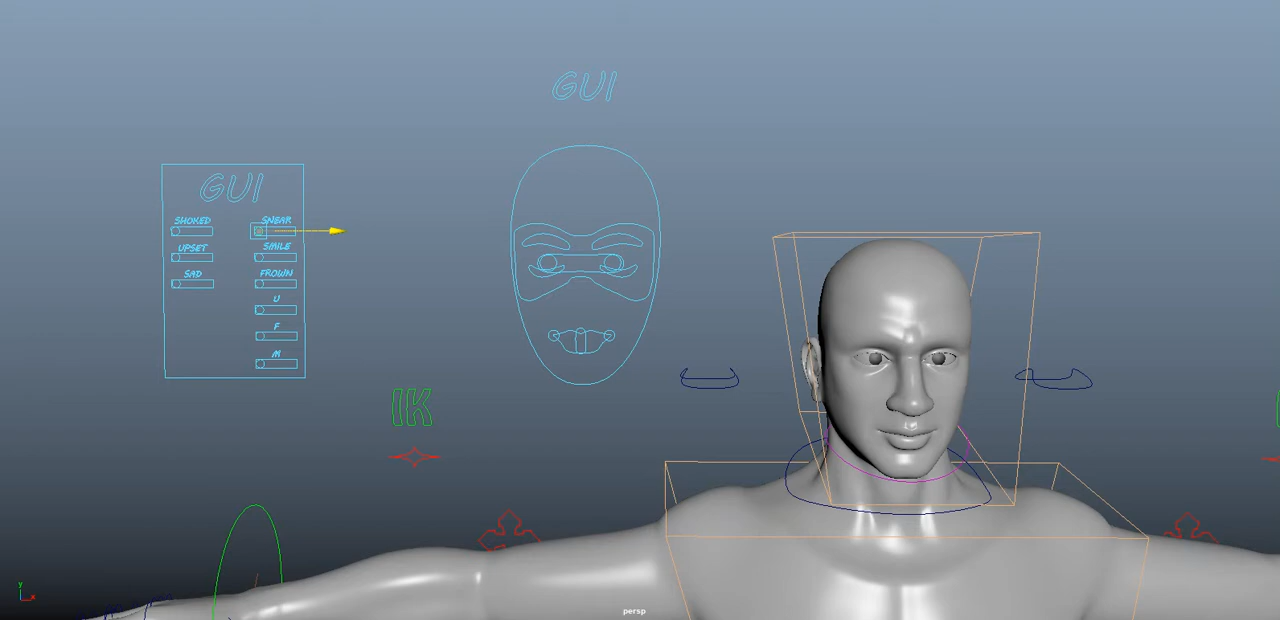 GUI
GUI
SHOKED SNEAR
UPSET SMILE
SAD FROWN
U
F
M
IK
persp
y
x